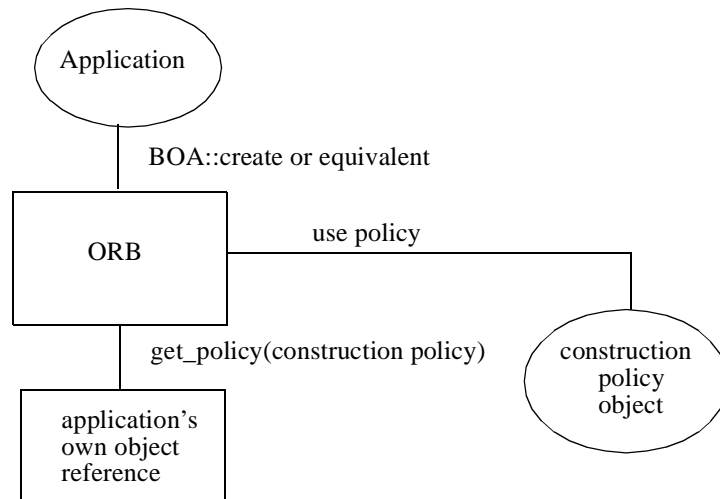 Application
BOA::create or equivalent
ORB
use policy
get_policy(construction policy)
construction
policy
object
application’s
own object
reference